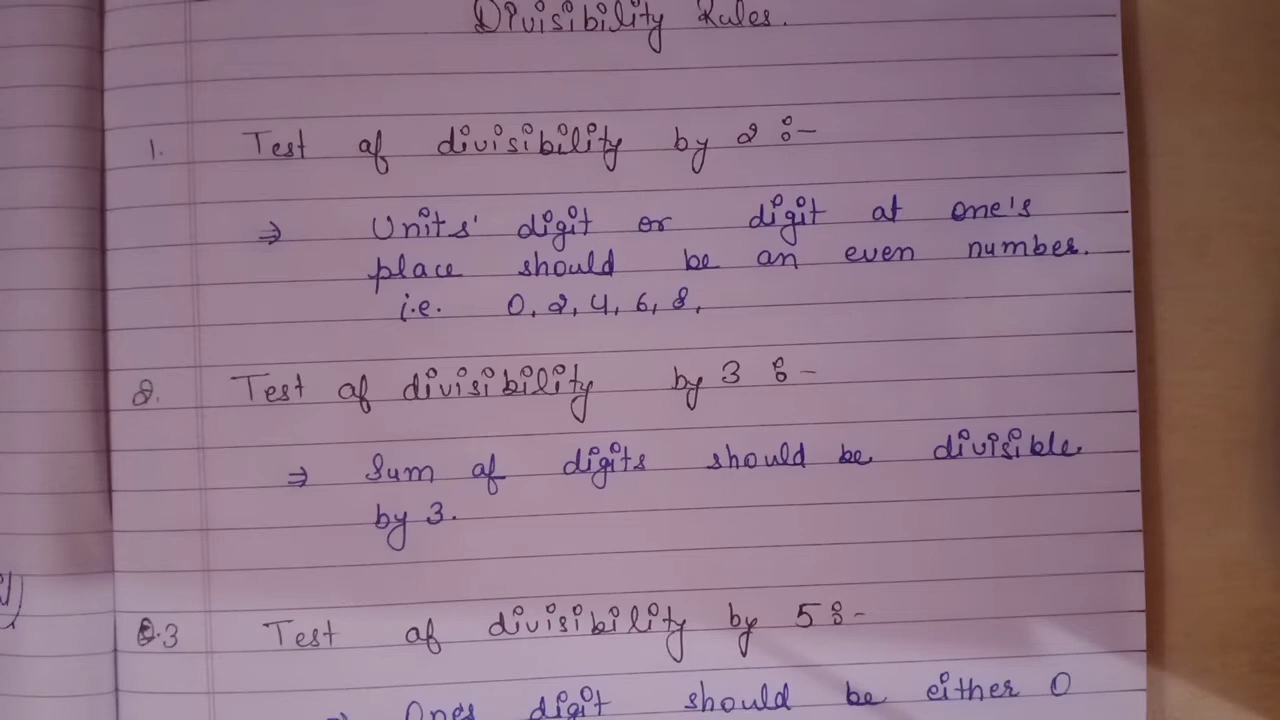 Divisibility Rules.
1. Test of divisibility by 2 :-
⇒ Units' digit or digit at one's
place should be an even number.
i.e. 0, 2, 4, 6, 8,
2. Test of divisibility by 3 :-
⇒ Sum of digits should be divisible
by 3.
Q.3 Test of divisibility by 5 :-
⇒ One's digit should be either 0